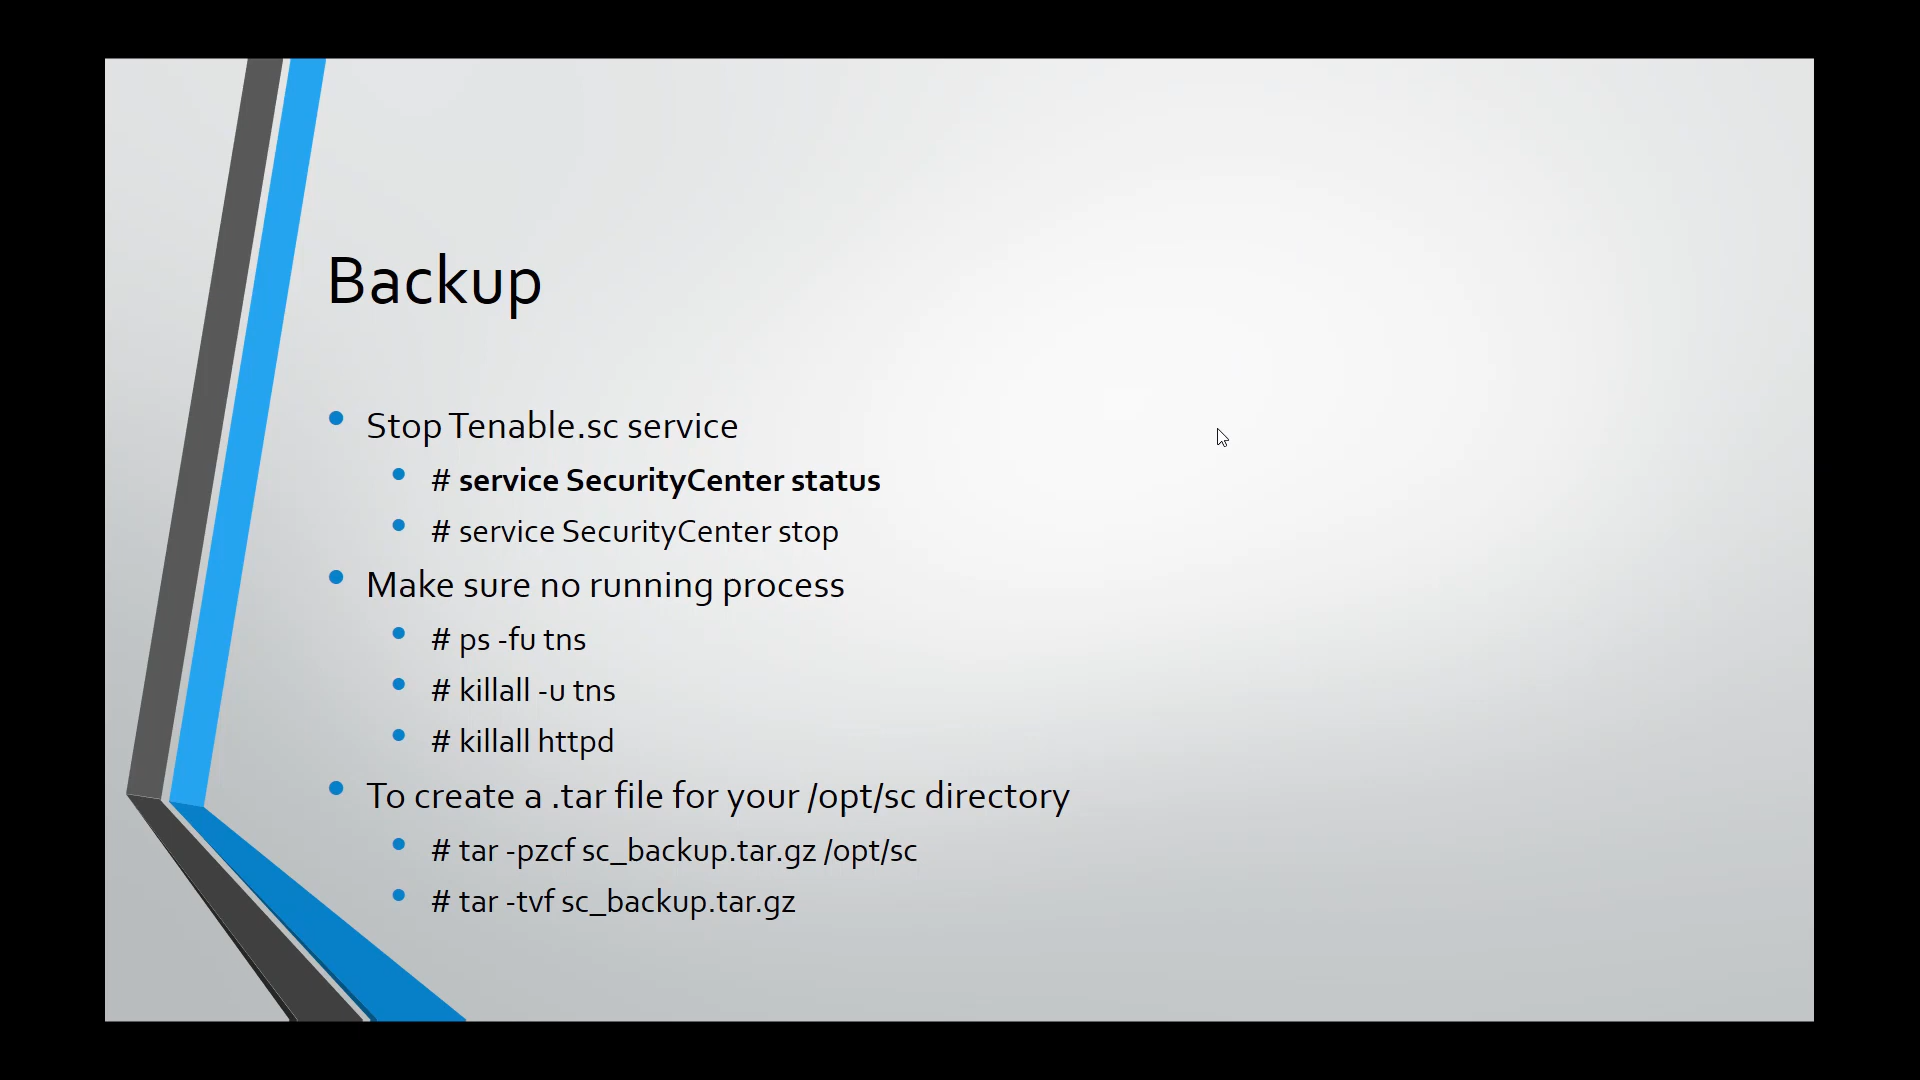 Backup
Stop Tenable.sc service
# service SecurityCenter status
# service SecurityCenter stop
Make sure no running process
# ps -fu tns
# killall -u tns
# killall httpd
To create a .tar file for your /opt/sc directory
# tar -pzcf sc_backup.tar.gz /opt/sc
# tar -tvf sc_backup.tar.gz